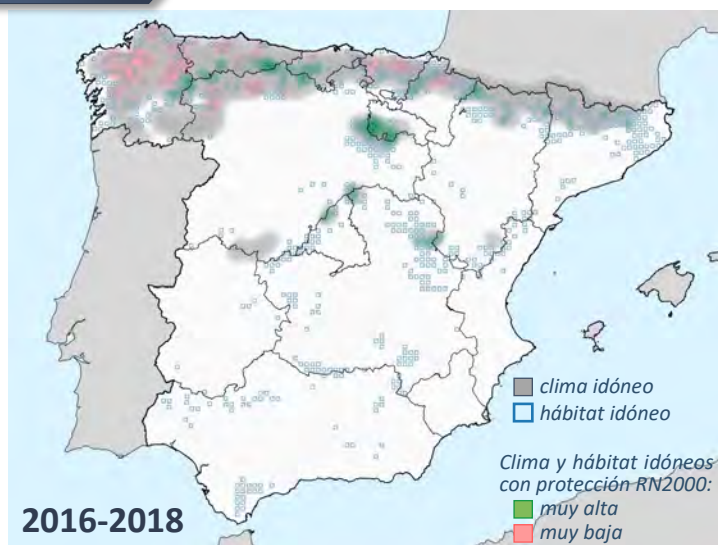 clima idóneo
hábitat idóneo
Clima y hábitat idóneos
con protección RN2000:
muy alta
muy baja
2016-2018